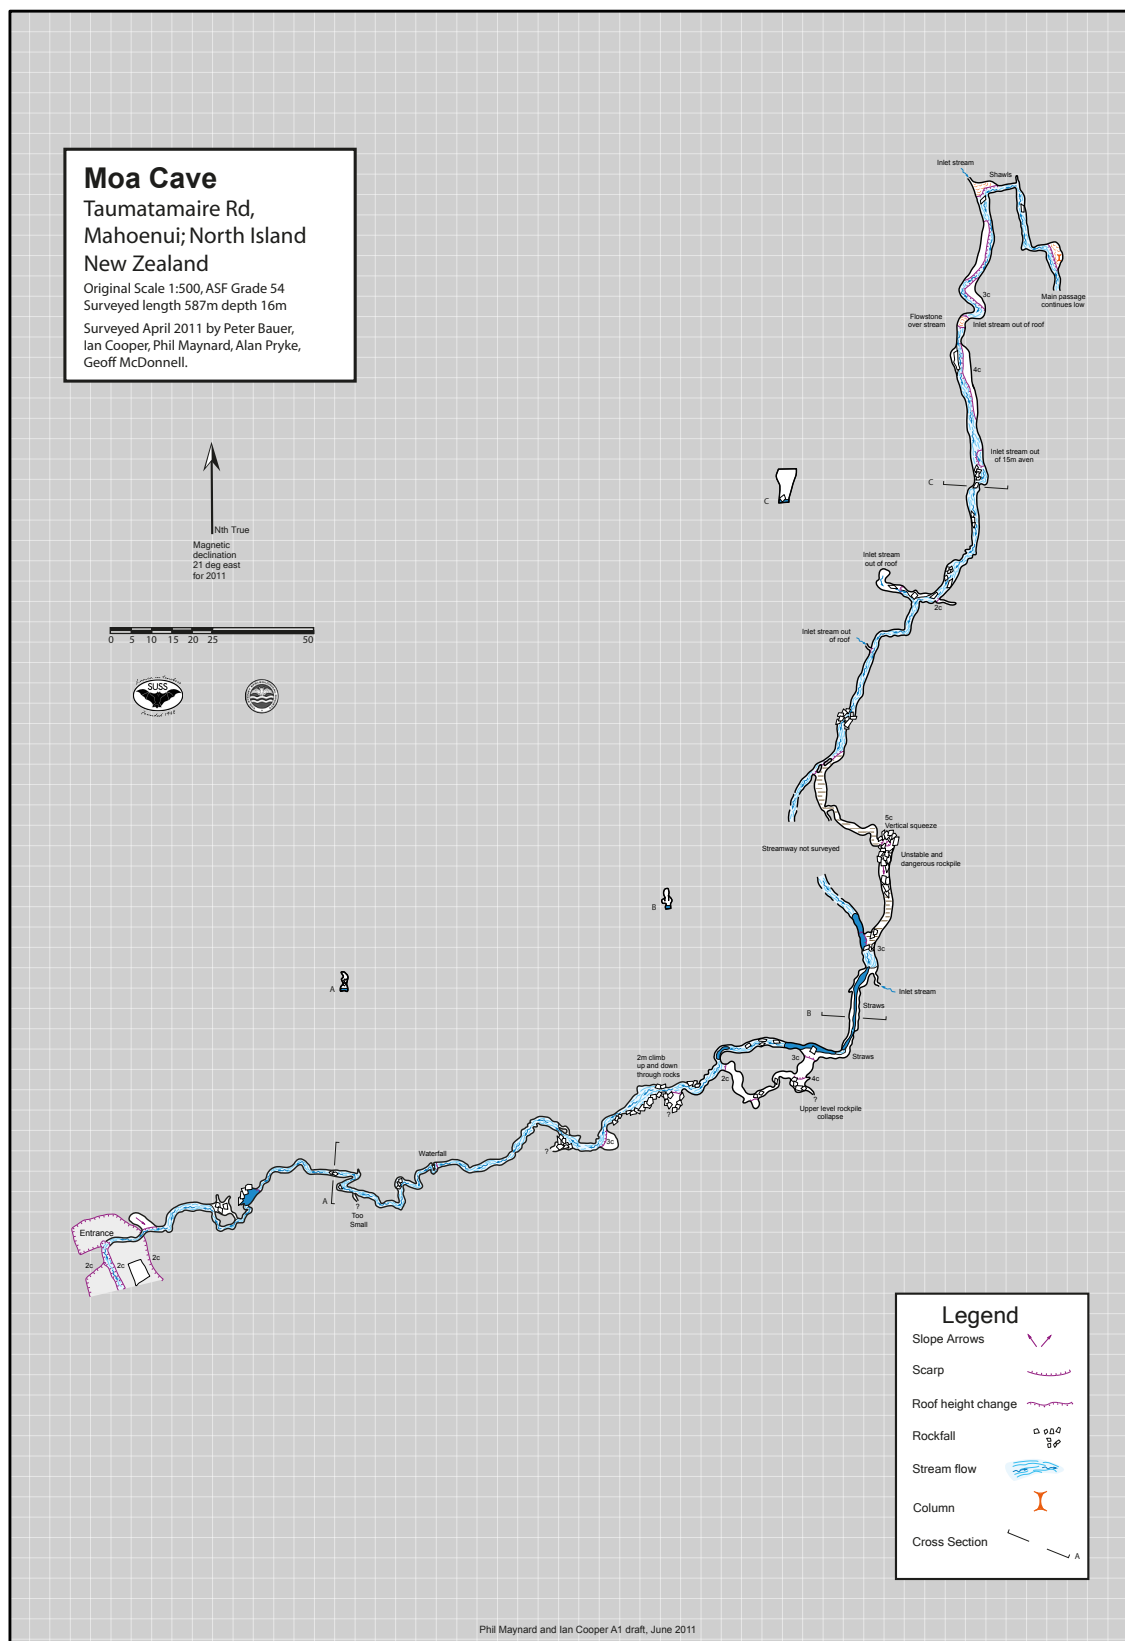 Moa Cave
Taumatamaire Rd,
Mahoenui; North Island
New Zealand
Original Scale 1:500, ASF Grade 54
Surveyed length 587m depth 16m
Surveyed April 2011 by Peter Bauer,
Ian Cooper, Phil Maynard, Alan Pryke,
Geoff McDonnell.
Inlet stream
Shawls
3c
Main passage
continues low
Flowstone
over stream
Inlet stream out of roof
4c
Inlet stream out
of 15m aven
C
C
Nth True
Magnetic
declination
21 deg east
for 2011
Inlet stream
out of roof
2c
Inlet stream out
of roof
0 5 10 15 20 25 50
SUSS
5c
Vertical squeeze
Streamway not surveyed
Unstable and
dangerous rockpile
B
3c
A
Inlet stream
Straws
B
Straws
2m climb
up and down
through rocks
3c
2c
4c
?
Upper level rockpile
collapse
?
3c
?
Waterfall
A
?
Too
Small
Entrance
2c
2c
2c
Legend
Slope Arrows
Scarp
Roof height change
Rockfall
Stream flow
Column
Cross Section
A
Phil Maynard and Ian Cooper A1 draft, June 2011